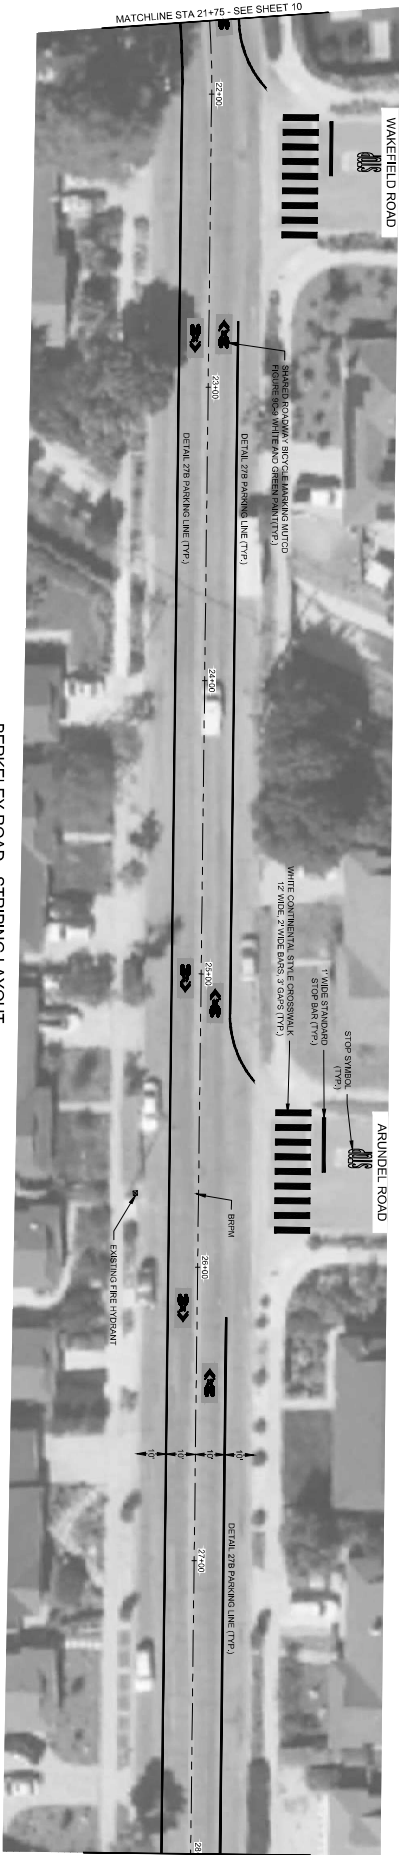 MATCHLINE STA 21+75 - SEE SHEET 10
22+00
WAKEFIELD ROAD
SHARED ROADWAY BICYCLE MARKING MUTCD
FIGURE 9C-9 WHITE AND GREEN PAINT(TYP.)
23+00
DETAIL 27B PARKING LINE (TYP.)
DETAIL 27B PARKING LINE (TYP.)
24+00
WHITE CONTINENTAL STYLE CROSSWALK
12' WIDE, 2' WIDE BARS, 3' GAPS (TYP.)
1' WIDE STANDARD
STOP BAR (TYP.)
STOP SYMBOL
(TYP.)
25+00
ARUNDEL ROAD
BRPM
26+00
EXISTING FIRE HYDRANT
10'
10'
10'
10'
DETAIL 27B PARKING LINE (TYP.)
27+00
28